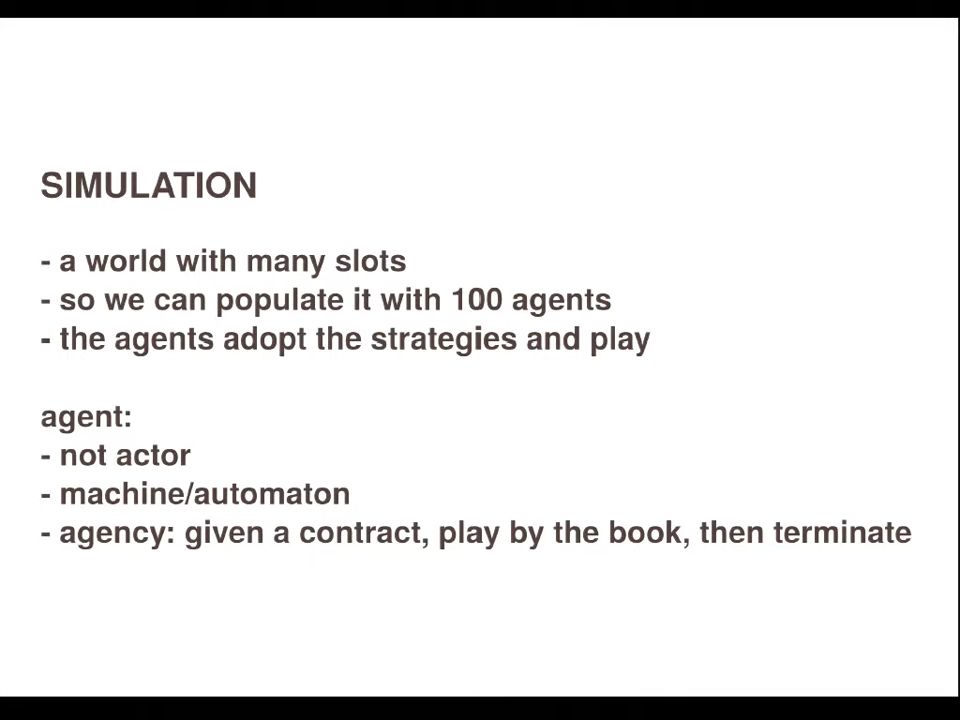 SIMULATION
- a world with many slots
- so we can populate it with 100 agents
- the agents adopt the strategies and play
agent:
- not actor
- machine/automaton
- agency: given a contract, play by the book, then terminate